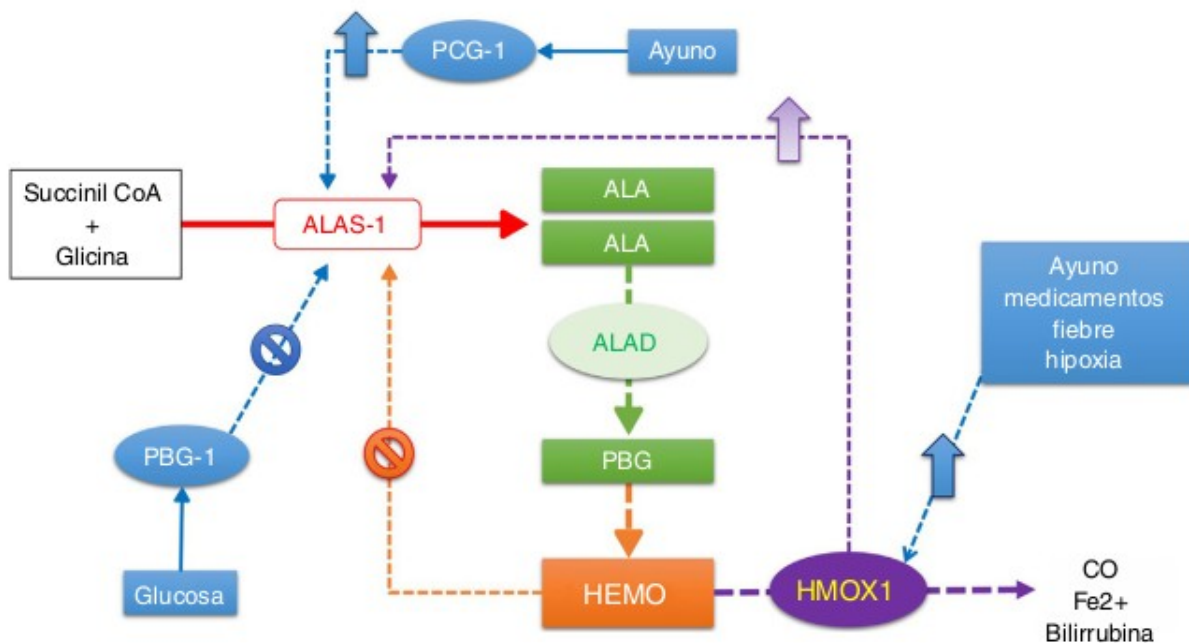 PCG-1
Ayuno
Succinil CoA
+
Glicina
ALAS-1
ALA
ALA
Ayuno
medicamentos
fiebre
hipoxia
ALAD
PBG-1
PBG
Glucosa
HEMO
HMOX1
CO
Fe2+
Bilirrubina